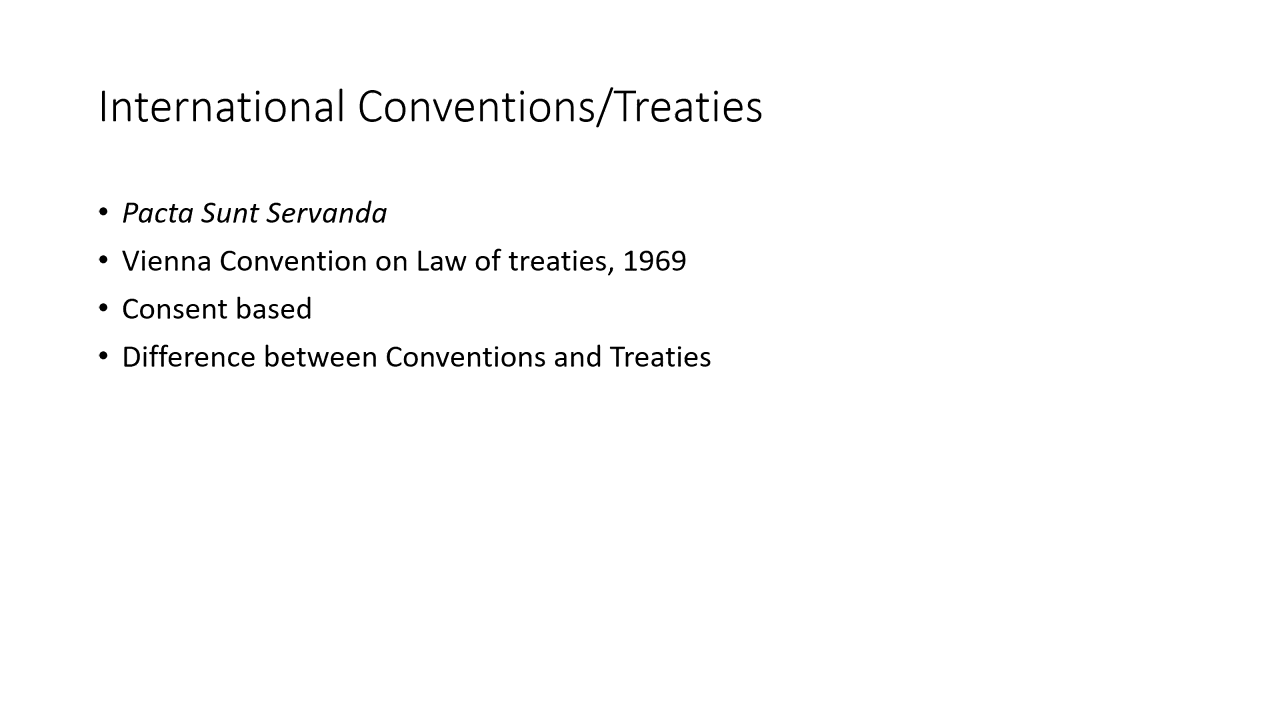 International Conventions/Treaties
• Pacta Sunt Servanda
• Vienna Convention on Law of treaties, 1969
• Consent based
• Difference between Conventions and Treaties